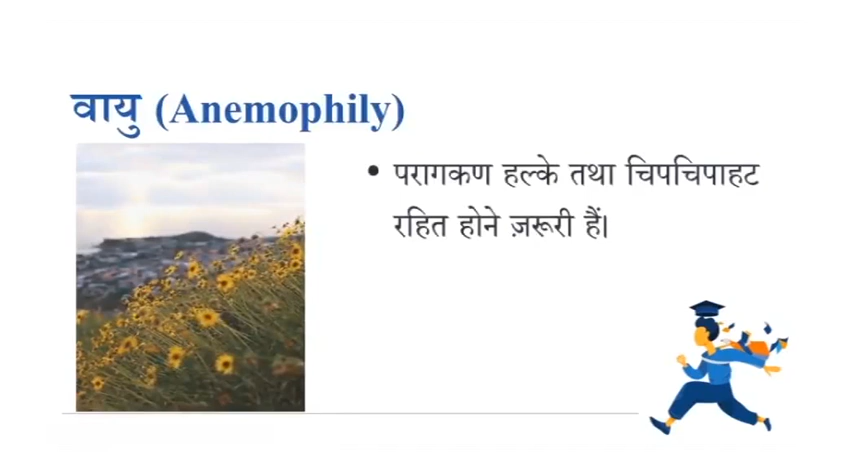 वायु (Anemophily)
• परागकण हल्के तथा चिपचिपाहट
रहित होने ज़रूरी हैं।